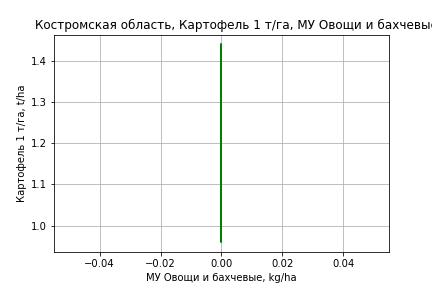 Костромская область, Картофель 1 т/га, МУ Овощи и бахчевы
1.4
1.3
1.2
1.1
1.0
Картофель 1 т/га, t/ha
−0.04 −0.02 0.00 0.02 0.04
МУ Овощи и бахчевые, kg/ha